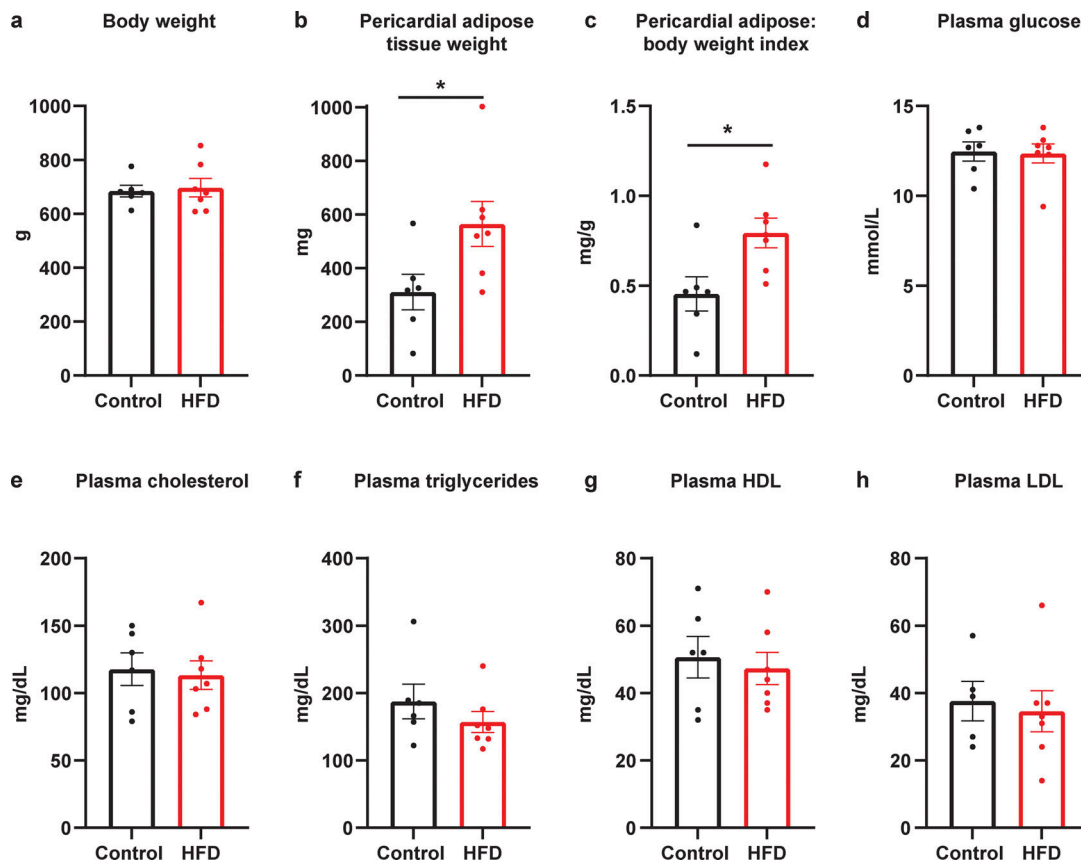 a Body weight
b Pericardial adipose
tissue weight
c Pericardial adipose:
body weight index
d Plasma glucose
1000
800
600
400
200
0
g
Control HFD
*
1000
800
600
400
200
0
mg
Control HFD
*
1.5
1.0
0.5
0.0
mg/g
Control HFD
15
10
5
0
mmol/L
Control HFD
e Plasma cholesterol
f Plasma triglycerides
g Plasma HDL
h Plasma LDL
200
150
100
50
0
mg/dL
Control HFD
400
300
200
100
0
mg/dL
Control HFD
80
60
40
20
0
mg/dL
Control HFD
80
60
40
20
0
mg/dL
Control HFD